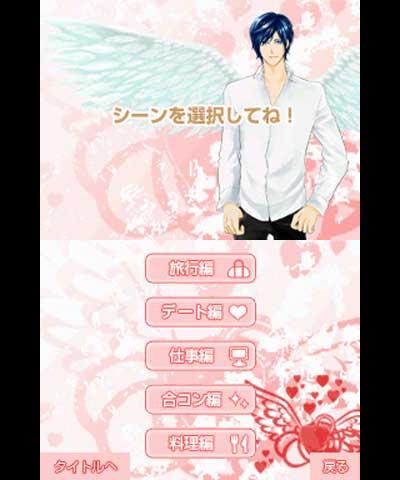 シーンを選択してね！
旅行編
デート編
仕事編
合コン編
料理編
タイトルへ
戻る